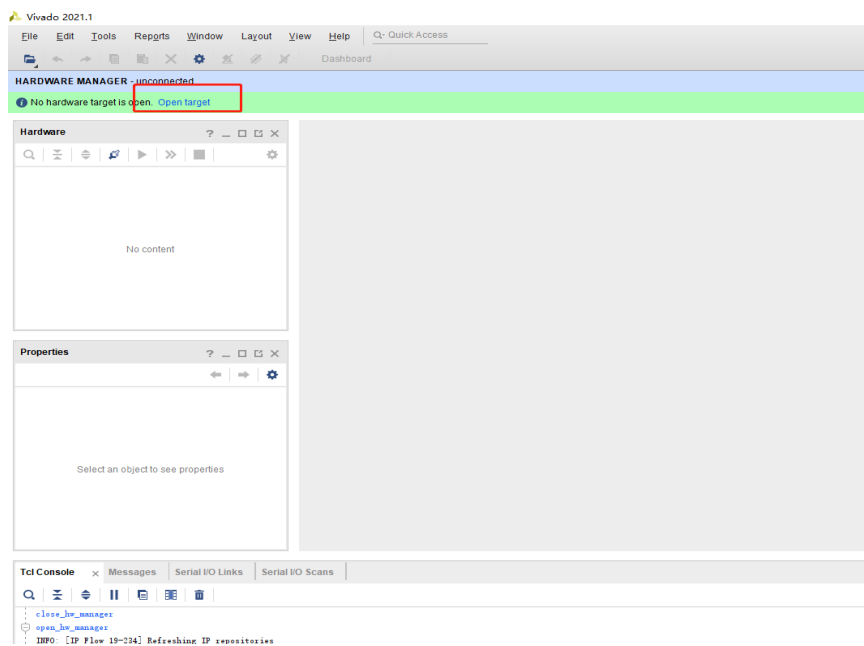 Vivado 2021.1
File Edit Tools Reports Window Layout View Help Q- Quick Access
Dashboard
HARDWARE MANAGER - unconnected
No hardware target is open. Open target
Hardware
No content
Properties
Select an object to see properties
Tcl Console Messages Serial I/O Links Serial I/O Scans
close_hw_manager
open_hw_manager
INFO: [IP Flow 19-234] Refreshing IP repositories